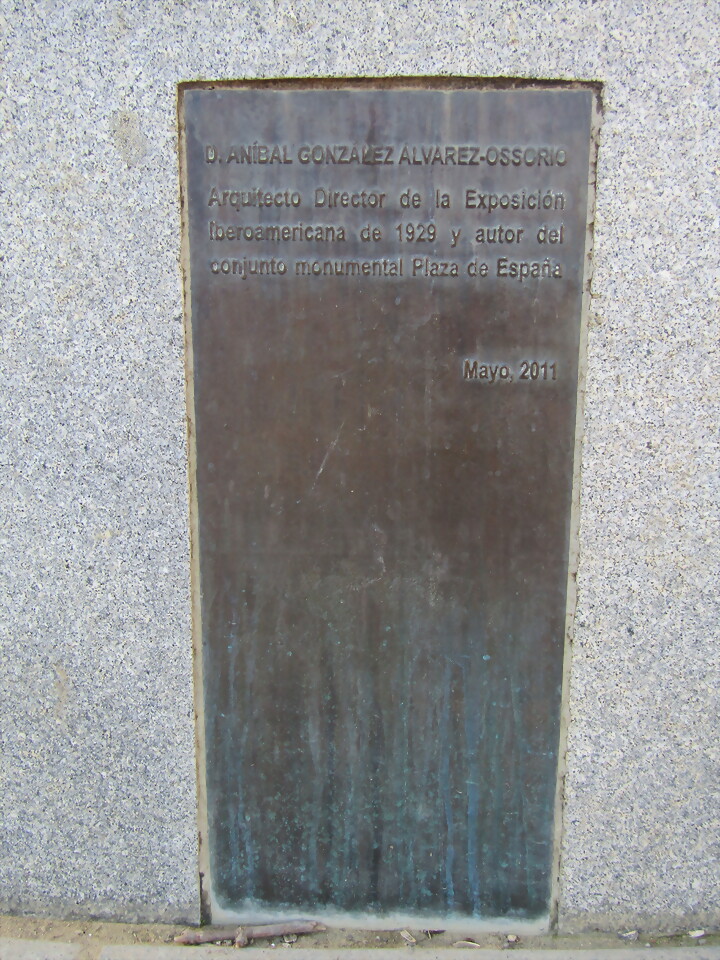 D. ANÍBAL GONZÁLEZ ÁLVAREZ-OSSORIO
Arquitecto Director de la Exposición
Iberoamericana de 1929 y autor del
conjunto monumental Plaza de España
Mayo, 2011